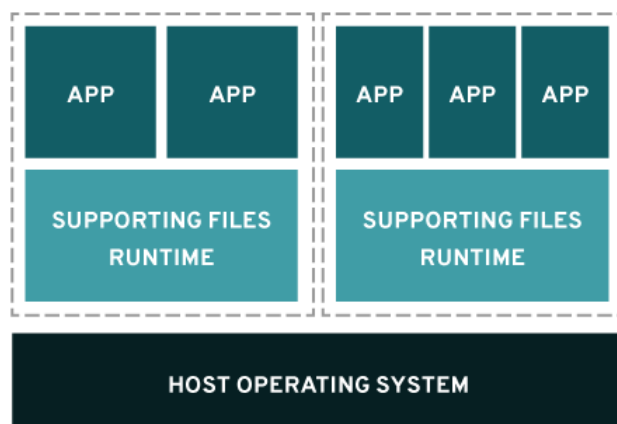 APP
APP
APP
APP
APP
SUPPORTING FILES
RUNTIME
SUPPORTING FILES
RUNTIME
HOST OPERATING SYSTEM